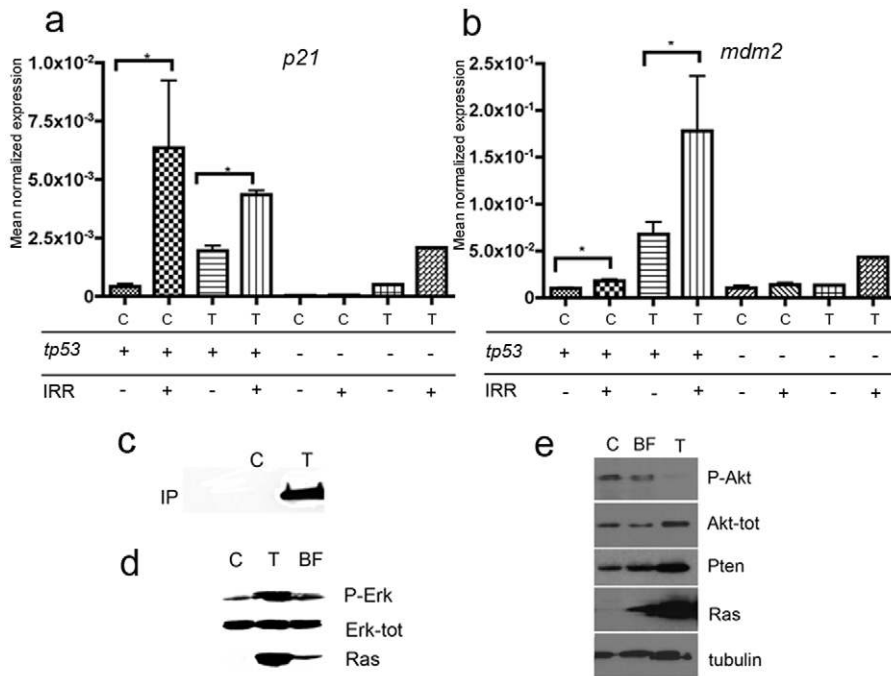 a
p21
*
*
Mean normalized expression
1.0x10-2
7.5x10-3
5.0x10-3
2.5x10-3
0
C C T T C C T T
tp53 + + + + - - - -
IRR - + - + - + - +
b
mdm2
*
*
Mean normalized expression
2.5x10-1
2.0x10-1
1.5x10-1
1.0x10-1
5.0x10-2
0
C C T T C C T T
tp53 + + + + - - - -
IRR - + - + - + - +
c
C T
IP
d
C T BF
P-Erk
Erk-tot
Ras
e
C BF T
P-Akt
Akt-tot
Pten
Ras
tubulin